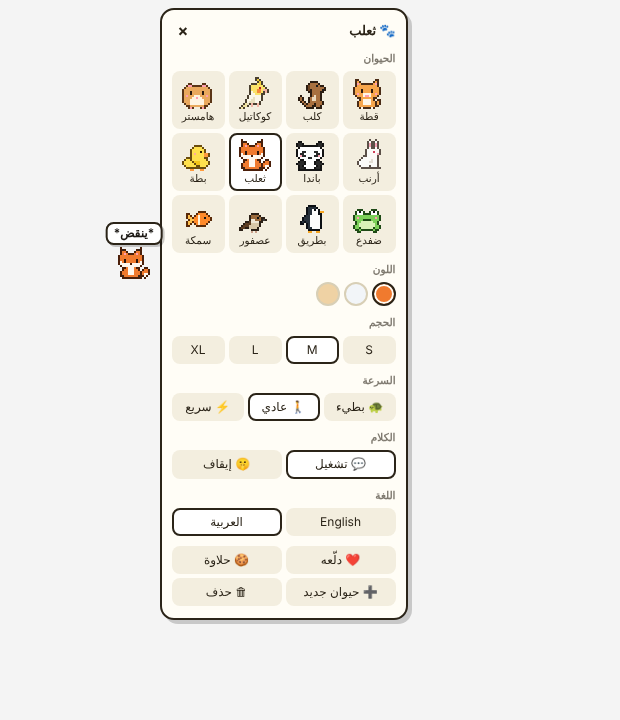 🐾 ثعلب ×
الحيوان
قطة كلب كوكاتيل هامستر
أرنب باندا ثعلب بطة
ضفدع بطريق عصفور سمكة
*ينقض*
اللون
الحجم
S M L XL
السرعة
🐢 بطيء 🚶 عادي ⚡ سريع
الكلام
💬 تشغيل 🤫 إيقاف
اللغة
English العربية
❤️ دلّعه 🍪 حلاوة
➕ حيوان جديد 🗑 حذف